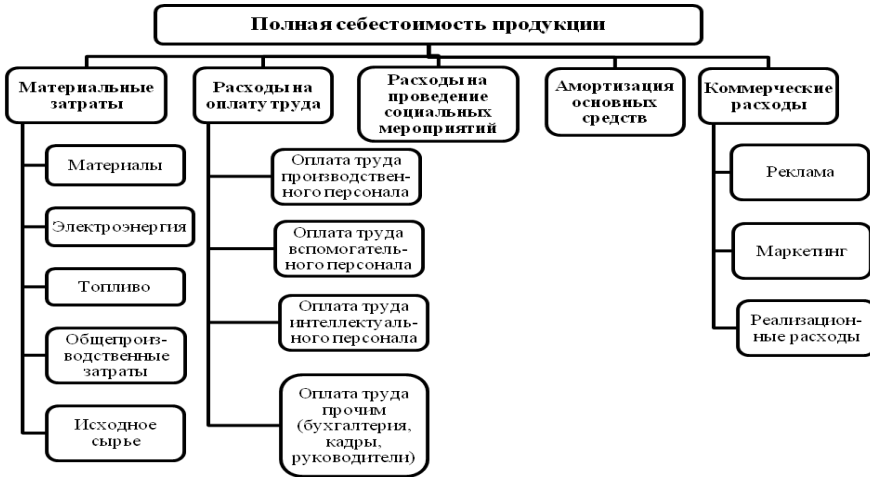 Полная себестоимость продукции
Материальные
затраты
Расходы на
оплату труда
Расходы на
проведение
социальных
мероприятий
Амортизация
основных
средств
Коммерческие
расходы
Материалы
Электроэнергия
Топливо
Общепроиз-
водственные
затраты
Исходное
сырье
Оплата труда
производствен-
ного персонала
Оплата труда
вспомогатель-
ного персонала
Оплата труда
интеллектуаль-
ного персонала
Оплата труда
прочим
(бухгалтерия,
кадры,
руководители)
Реклама
Маркетинг
Реализацион-
ные расходы